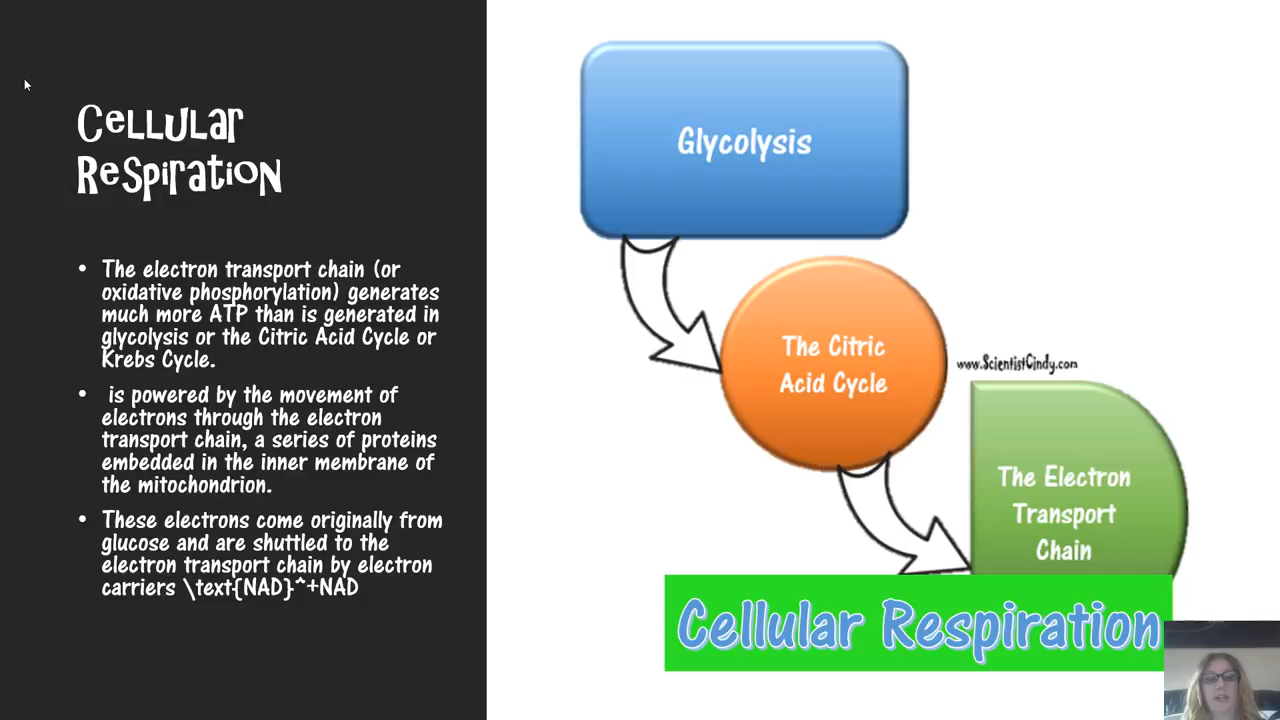 Cellular
Respiration
• The electron transport chain (or
oxidative phosphorylation) generates
much more ATP than is generated in
glycolysis or the Citric Acid Cycle or
Krebs Cycle.
• is powered by the movement of
electrons through the electron
transport chain, a series of proteins
embedded in the inner membrane of
the mitochondrion.
• These electrons come originally from
glucose and are shuttled to the
electron transport chain by electron
carriers \text{NAD}^+NAD
Glycolysis
The Citric
Acid Cycle
www.ScientistCindy.com
The Electron
Transport
Chain
Cellular Respiration